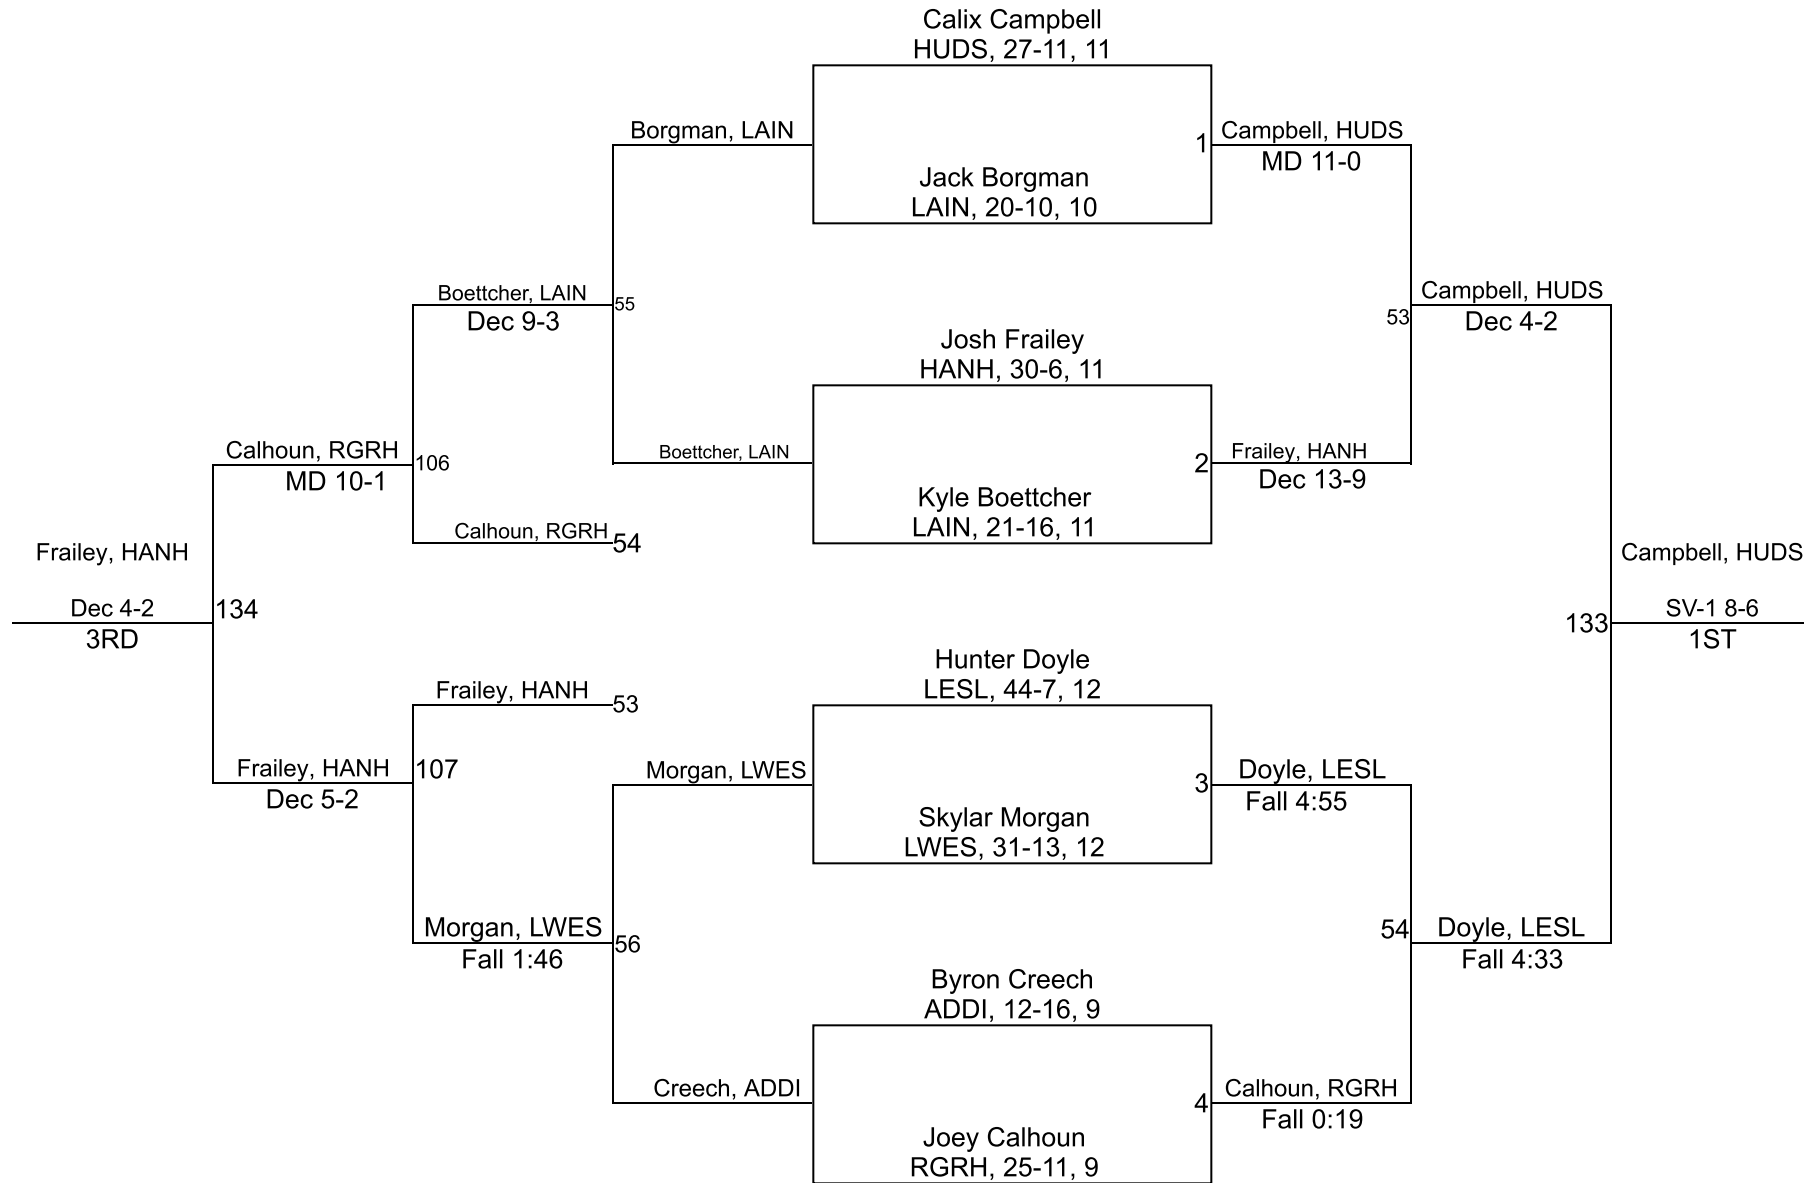 Calix Campbell
HUDS, 27-11, 11
Borgman, LAIN
1
Campbell, HUDS
MD 11-0
Jack Borgman
LAIN, 20-10, 10
Boettcher, LAIN
Dec 9-3
55
Campbell, HUDS
53
Dec 4-2
Josh Frailey
HANH, 30-6, 11
Calhoun, RGRH
MD 10-1
106
Boettcher, LAIN
2
Frailey, HANH
Dec 13-9
Kyle Boettcher
LAIN, 21-16, 11
Calhoun, RGRH
54
Frailey, HANH
Dec 4-2
3RD
134
Campbell, HUDS
133
SV-1 8-6
1ST
Hunter Doyle
LESL, 44-7, 12
Frailey, HANH
53
Frailey, HANH
Dec 5-2
107
Morgan, LWES
3
Doyle, LESL
Fall 4:55
Skylar Morgan
LWES, 31-13, 12
Morgan, LWES
Fall 1:46
56
54
Doyle, LESL
Fall 4:33
Byron Creech
ADDI, 12-16, 9
Creech, ADDI
4
Calhoun, RGRH
Fall 0:19
Joey Calhoun
RGRH, 25-11, 9